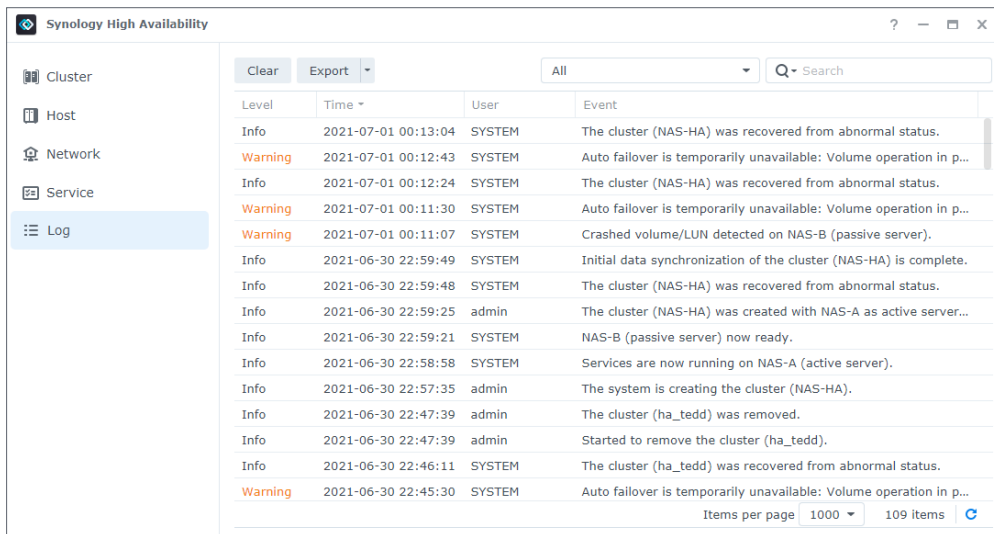 Synology High Availability
?
Cluster
Host
Network
Service
Log
Clear Export All Search
Level Time User Event
Info 2021-07-01 00:13:04 SYSTEM The cluster (NAS-HA) was recovered from abnormal status.
Warning 2021-07-01 00:12:43 SYSTEM Auto failover is temporarily unavailable: Volume operation in p...
Info 2021-07-01 00:12:24 SYSTEM The cluster (NAS-HA) was recovered from abnormal status.
Warning 2021-07-01 00:11:30 SYSTEM Auto failover is temporarily unavailable: Volume operation in p...
Warning 2021-07-01 00:11:07 SYSTEM Crashed volume/LUN detected on NAS-B (passive server).
Info 2021-06-30 22:59:49 SYSTEM Initial data synchronization of the cluster (NAS-HA) is complete.
Info 2021-06-30 22:59:48 SYSTEM The cluster (NAS-HA) was recovered from abnormal status.
Info 2021-06-30 22:59:25 admin The cluster (NAS-HA) was created with NAS-A as active server...
Info 2021-06-30 22:59:21 SYSTEM NAS-B (passive server) now ready.
Info 2021-06-30 22:58:58 SYSTEM Services are now running on NAS-A (active server).
Info 2021-06-30 22:57:35 admin The system is creating the cluster (NAS-HA).
Info 2021-06-30 22:47:39 admin The cluster (ha_tedd) was removed.
Info 2021-06-30 22:47:39 admin Started to remove the cluster (ha_tedd).
Info 2021-06-30 22:46:11 SYSTEM The cluster (ha_tedd) was recovered from abnormal status.
Warning 2021-06-30 22:45:30 SYSTEM Auto failover is temporarily unavailable: Volume operation in p...
Items per page 1000 109 items